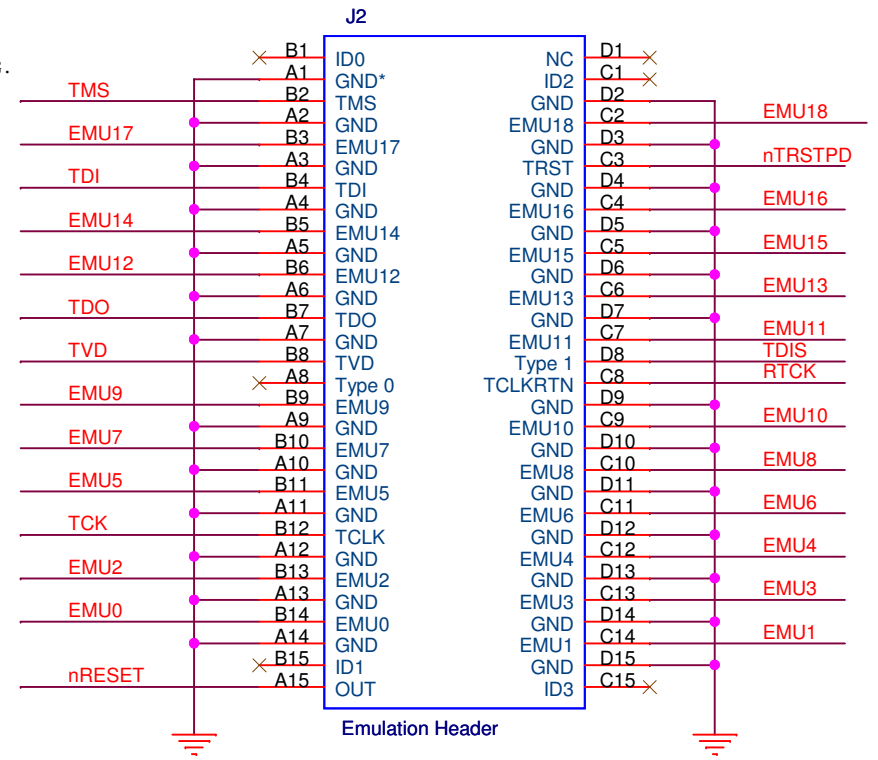 J2
B1 ID0 NC D1
A1 GND* ID2 C1
TMS B2 TMS GND D2
A2 GND EMU18 C2 EMU18
EMU17 B3 EMU17 GND D3
A3 GND TRST C3 nTRSTPD
TDI B4 TDI GND D4
A4 GND EMU16 C4 EMU16
EMU14 B5 EMU14 GND D5
A5 GND EMU15 C5 EMU15
EMU12 B6 EMU12 GND D6
A6 GND EMU13 C6 EMU13
TDO B7 TDO GND D7
A7 GND EMU11 C7 EMU11
TVD B8 TVD Type 1 D8 TDIS
A8 Type 0 TCLKRTN C8 RTCK
EMU9 B9 EMU9 GND D9
A9 GND EMU10 C9 EMU10
EMU7 B10 EMU7 GND D10
A10 GND EMU8 C10 EMU8
EMU5 B11 EMU5 GND D11
A11 GND EMU6 C11 EMU6
TCK B12 TCLK GND D12
A12 GND EMU4 C12 EMU4
EMU2 B13 EMU2 GND D13
A13 GND EMU3 C13 EMU3
EMU0 B14 EMU0 GND D14
A14 GND EMU1 C14 EMU1
B15 ID1 GND D15
nRESET A15 OUT ID3 C15
Emulation Header